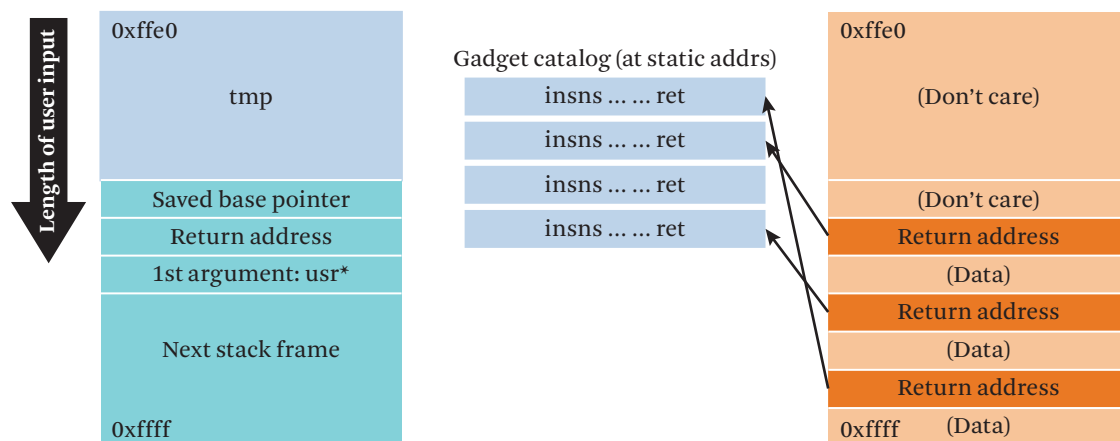 Length of user input
0xffe0
tmp
Saved base pointer
Return address
1st argument: usr*
Next stack frame
0xffff
Gadget catalog (at static addrs)
insns ... ... ret
insns ... ... ret
insns ... ... ret
insns ... ... ret
0xffe0
(Don't care)
(Don't care)
Return address
(Data)
Return address
(Data)
Return address
0xffff (Data)